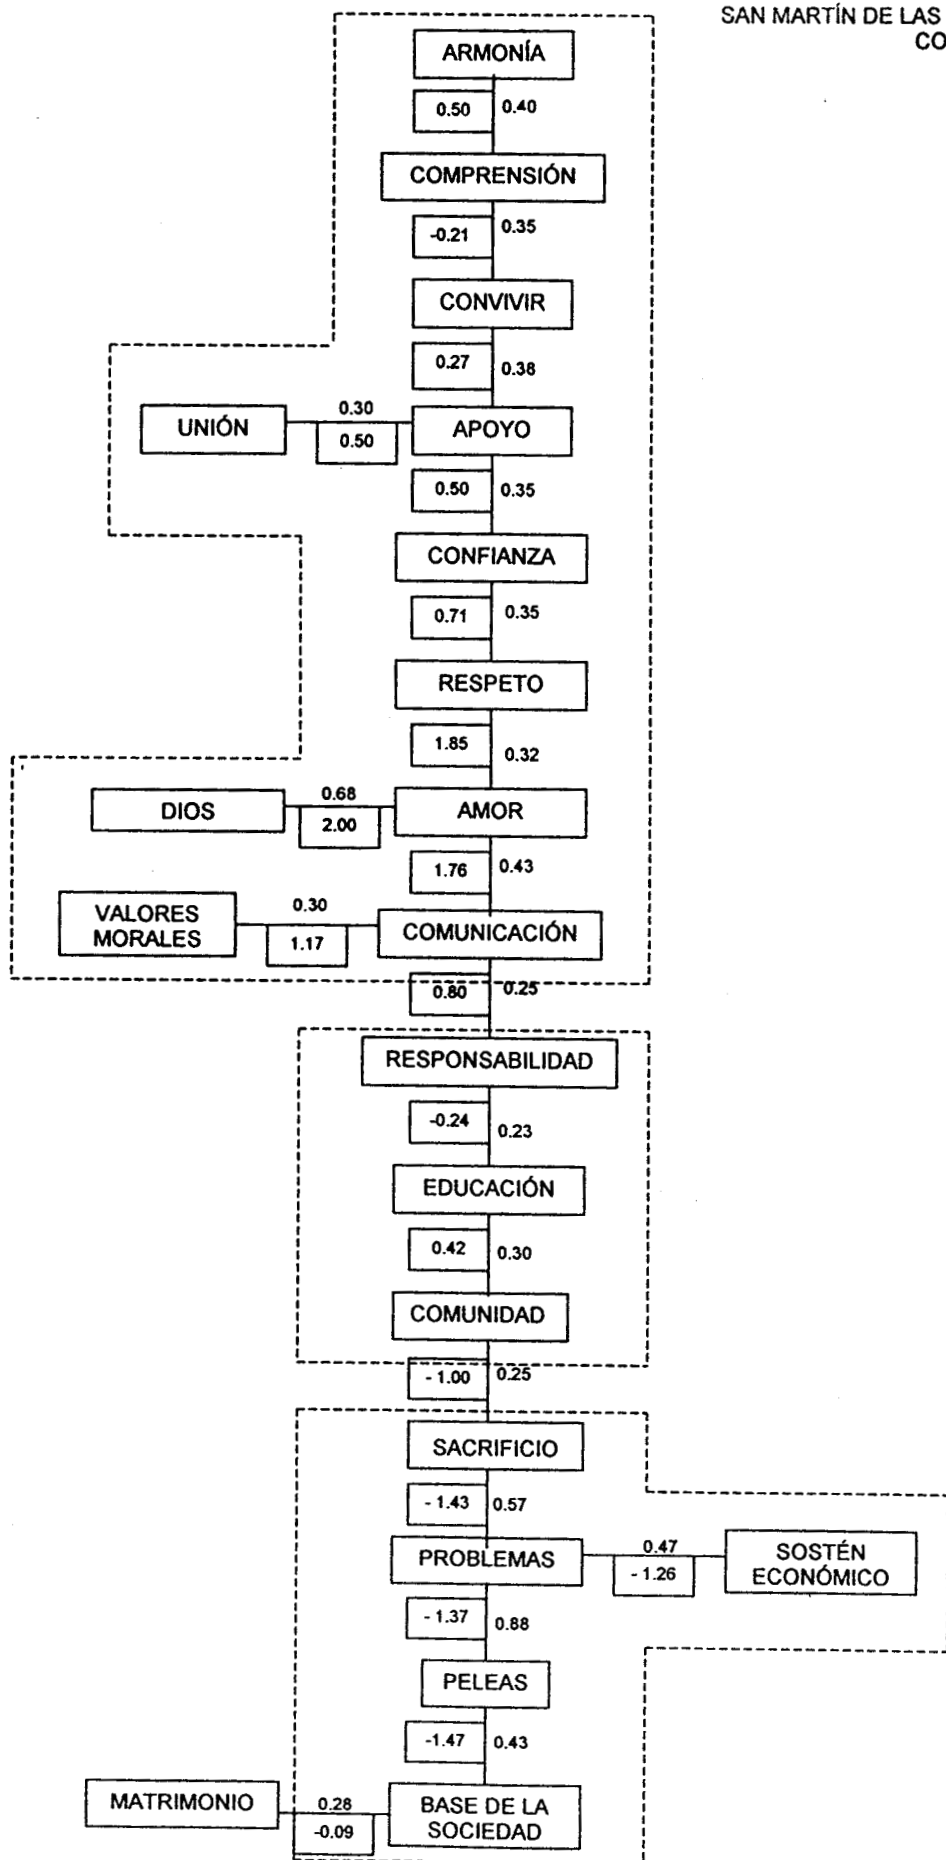 SAN MARTÍN DE LAS
CO
ARMONÍA
0.50 0.40
COMPRENSIÓN
-0.21 0.35
CONVIVIR
0.27 0.38
0.30
UNIÓN APOYO
0.50
0.50 0.35
CONFIANZA
0.71 0.35
RESPETO
1.85 0.32
0.68
DIOS AMOR
2.00
1.76 0.43
VALORES 0.30
MORALES 1.17 COMUNICACIÓN
0.80 0.25
RESPONSABILIDAD
-0.24 0.23
EDUCACIÓN
0.42 0.30
COMUNIDAD
- 1.00 0.25
SACRIFICIO
- 1.43 0.57
PROBLEMAS 0.47 SOSTÉN
- 1.26 ECONÓMICO
- 1.37 0.88
PELEAS
-1.47 0.43
MATRIMONIO 0.28 BASE DE LA
-0.09 SOCIEDAD